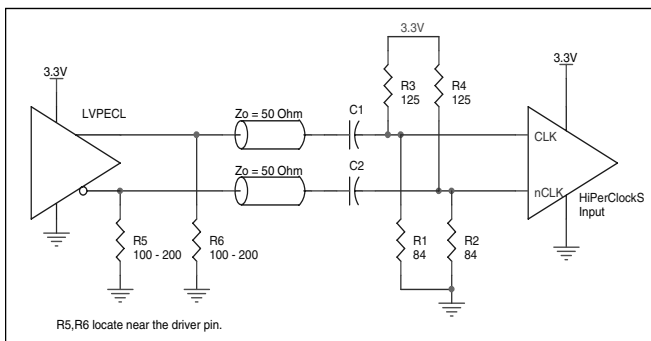 3.3V
3.3V
3.3V
LVPECL
R3
125
R4
125
Zo = 50 Ohm
C1
CLK
Zo = 50 Ohm
C2
nCLK
HiPerClockS
Input
R5
100 - 200
R6
100 - 200
R1
84
R2
84
R5,R6 locate near the driver pin.